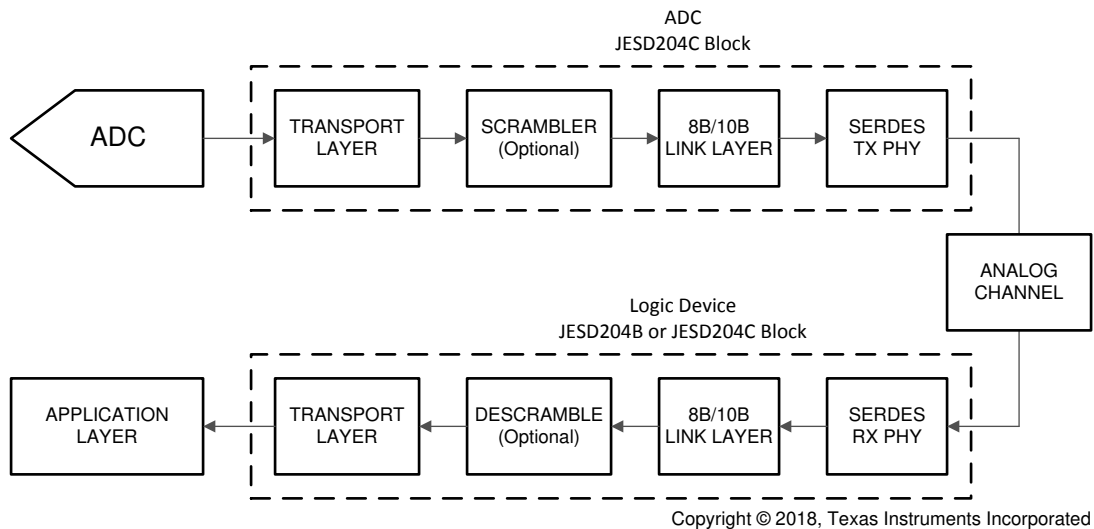 ADC
JESD204C Block
ADC
TRANSPORT
LAYER
SCRAMBLER
(Optional)
8B/10B
LINK LAYER
SERDES
TX PHY
ANALOG
CHANNEL
Logic Device
JESD204B or JESD204C Block
APPLICATION
LAYER
TRANSPORT
LAYER
DESCRAMBLE
(Optional)
8B/10B
LINK LAYER
SERDES
RX PHY
Copyright © 2018, Texas Instruments Incorporated